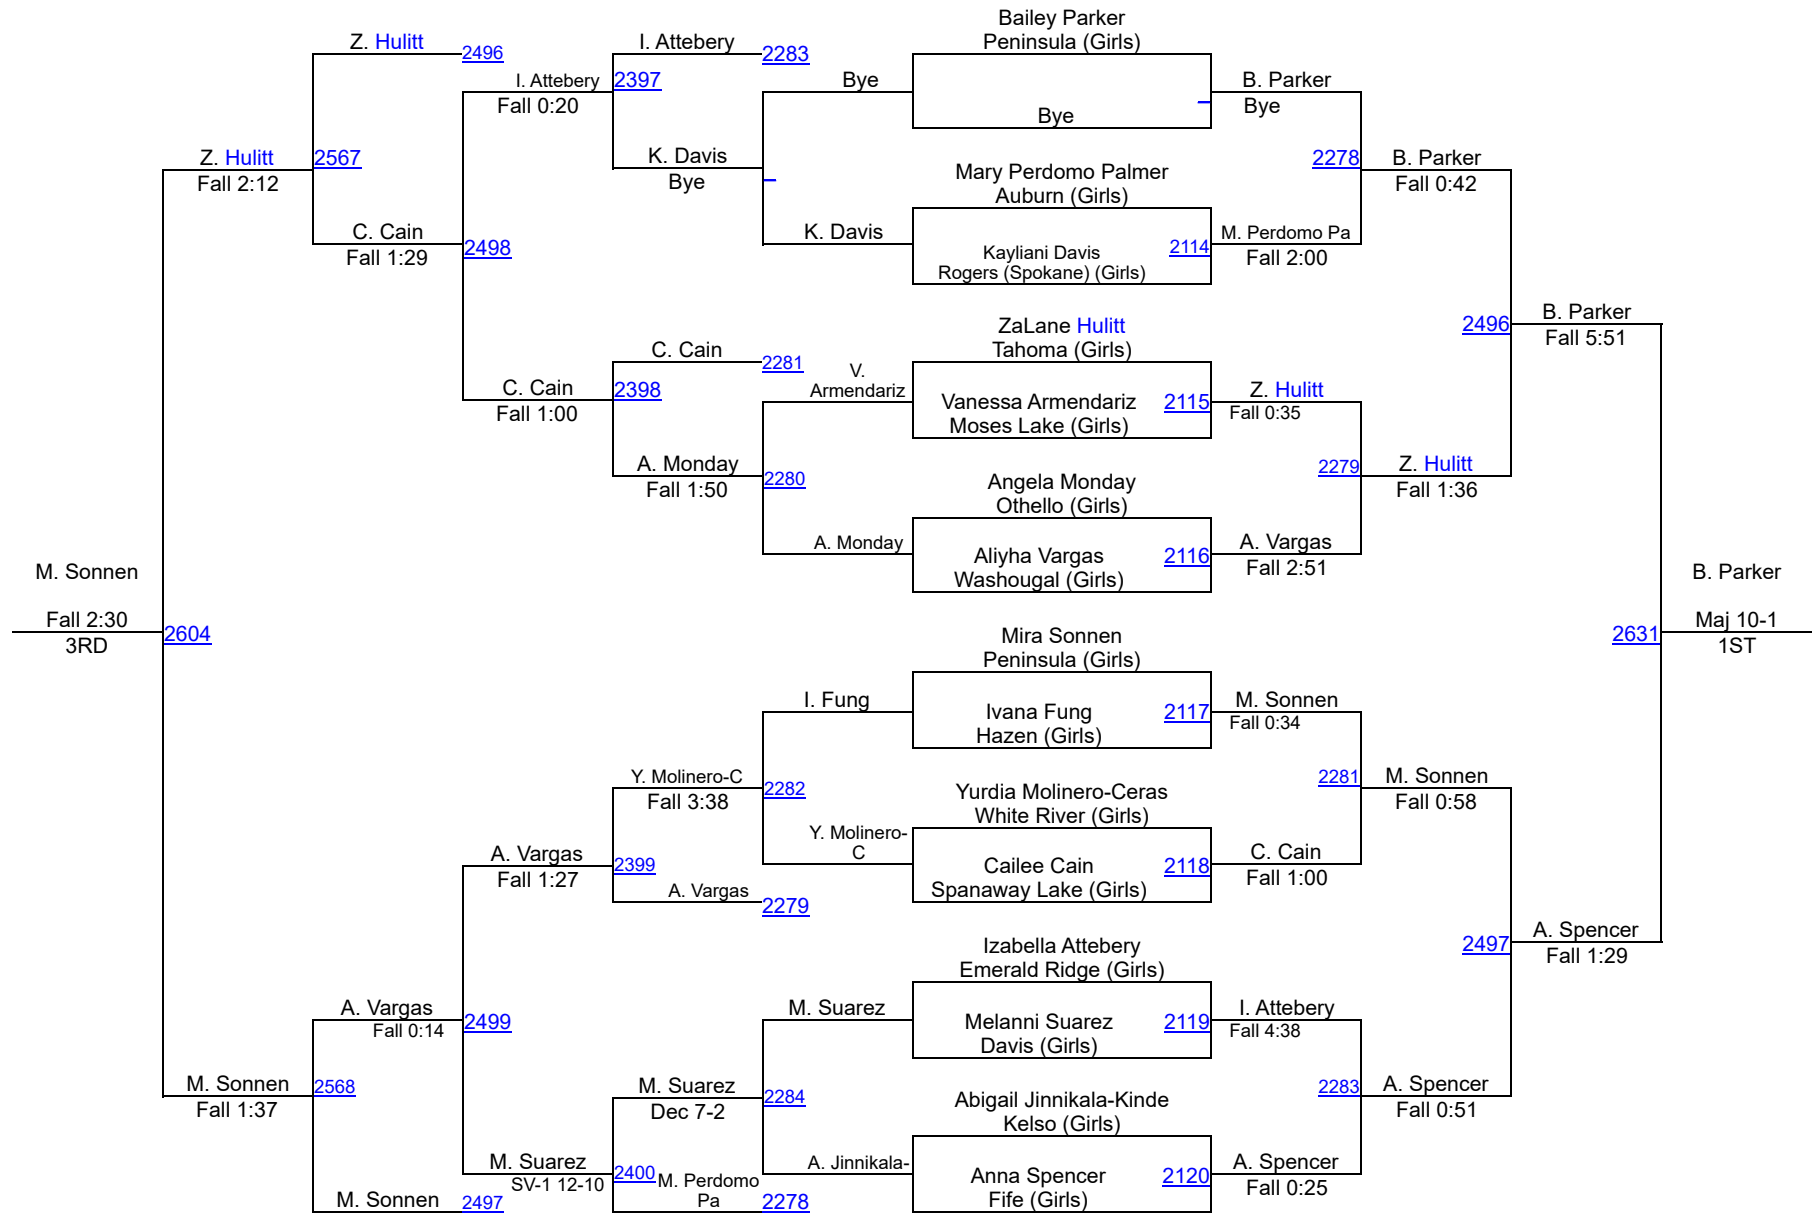 Bailey Parker
Peninsula (Girls)
Z. Hulitt
2496
I. Attebery
2283
I. Attebery
2397
Bye
B. Parker
Fall 0:20
Bye
Bye
Z. Hulitt
2567
K. Davis
2278
B. Parker
Fall 2:12
Bye
Mary Perdomo Palmer
Auburn (Girls)
Fall 0:42
C. Cain
2498
K. Davis
Kayliani Davis
Rogers (Spokane) (Girls)
2114
M. Perdomo Pa
Fall 1:29
Fall 2:00
ZaLane Hulitt
Tahoma (Girls)
2496
B. Parker
Fall 5:51
C. Cain
2281
C. Cain
2398
V.
Armendariz
Vanessa Armendariz
Moses Lake (Girls)
2115
Z. Hulitt
Fall 1:00
Fall 0:35
A. Monday
2280
Angela Monday
Othello (Girls)
2279
Z. Hulitt
Fall 1:50
Fall 1:36
A. Monday
Aliyha Vargas
Washougal (Girls)
2116
A. Vargas
Fall 2:51
M. Sonnen
B. Parker
Fall 2:30
2604
3RD
2631
Maj 10-1
1ST
Mira Sonnen
Peninsula (Girls)
I. Fung
Ivana Fung
Hazen (Girls)
2117
M. Sonnen
Fall 0:34
Y. Molinero-C
2282
Fall 3:38
Yurdia Molinero-Ceras
White River (Girls)
2281
M. Sonnen
Fall 0:58
A. Vargas
2399
Y. Molinero-
C
Cailee Cain
Spanaway Lake (Girls)
2118
C. Cain
Fall 1:27
Fall 1:00
A. Vargas
2279
Izabella Attebery
Emerald Ridge (Girls)
2497
A. Spencer
Fall 1:29
A. Vargas
2499
M. Suarez
Melanni Suarez
Davis (Girls)
2119
I. Attebery
Fall 0:14
Fall 4:38
M. Sonnen
2568
M. Suarez
2284
Abigail Jinnikala-Kinde
Kelso (Girls)
2283
A. Spencer
Fall 1:37
Dec 7-2
Fall 0:51
M. Suarez
2400
A. Jinnikala-
Anna Spencer
Fife (Girls)
2120
A. Spencer
SV-1 12-10
Fall 0:25
M. Sonnen
2497
M. Perdomo
Pa
2278